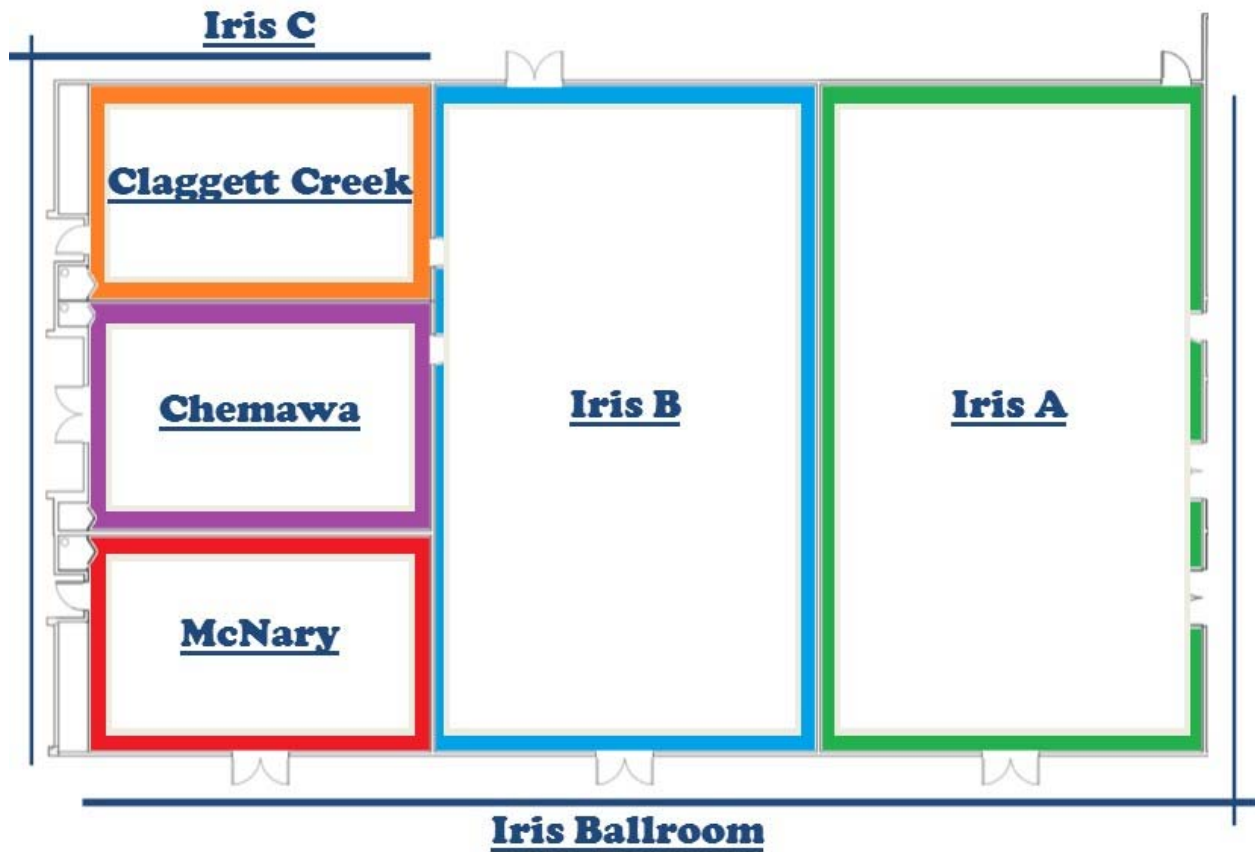 Iris C
Claggett Creek
Chemawa
Iris B
Iris A
McNary
Iris Ballroom